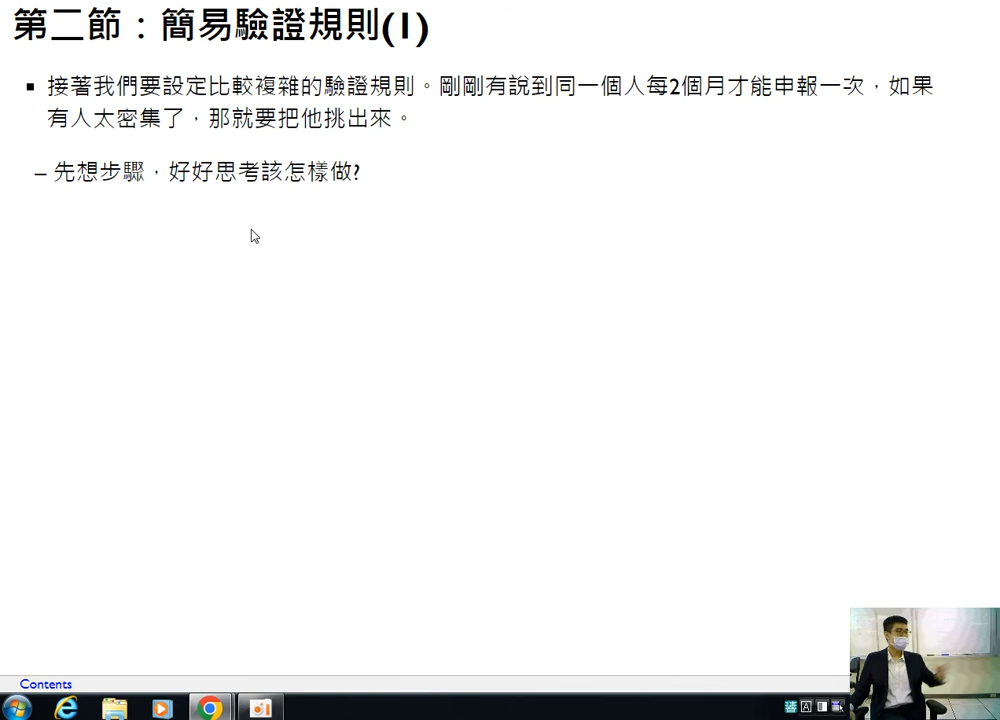 第二節：簡易驗證規則(1)
▪ 接著我們要設定比較複雜的驗證規則。剛剛有說到同一個人每2個月才能申報一次，如果
有人太密集了，那就要把他挑出來。
– 先想步驟，好好思考該怎樣做?
Contents